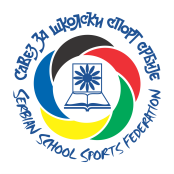 САВЕЗ ЗА ШКОЛСКИ СПОРТ СРБИЈЕ
SERBIAN SCHOOL SPORTS FEDERATION